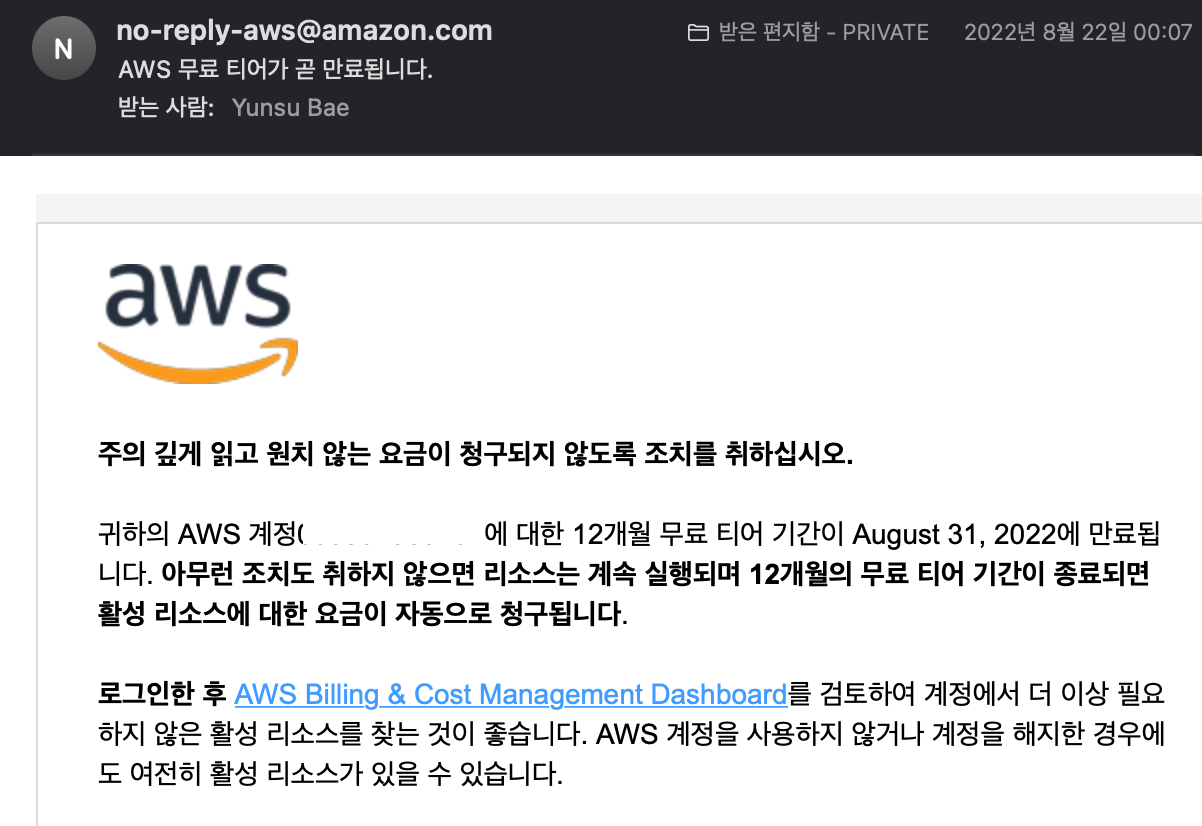 N
no-reply-aws@amazon.com
받은 편지함 - PRIVATE
2022년 8월 22일 00:07
AWS 무료 티어가 곧 만료됩니다.
받는 사람: Yunsu Bae
aws
주의 깊게 읽고 원치 않는 요금이 청구되지 않도록 조치를 취하십시오.
귀하의 AWS 계정( 에 대한 12개월 무료 티어 기간이 August 31, 2022에 만료됩
니다. 아무런 조치도 취하지 않으면 리소스는 계속 실행되며 12개월의 무료 티어 기간이 종료되면
활성 리소스에 대한 요금이 자동으로 청구됩니다.
로그인한 후 AWS Billing & Cost Management Dashboard를 검토하여 계정에서 더 이상 필요
하지 않은 활성 리소스를 찾는 것이 좋습니다. AWS 계정을 사용하지 않거나 계정을 해지한 경우에
도 여전히 활성 리소스가 있을 수 있습니다.